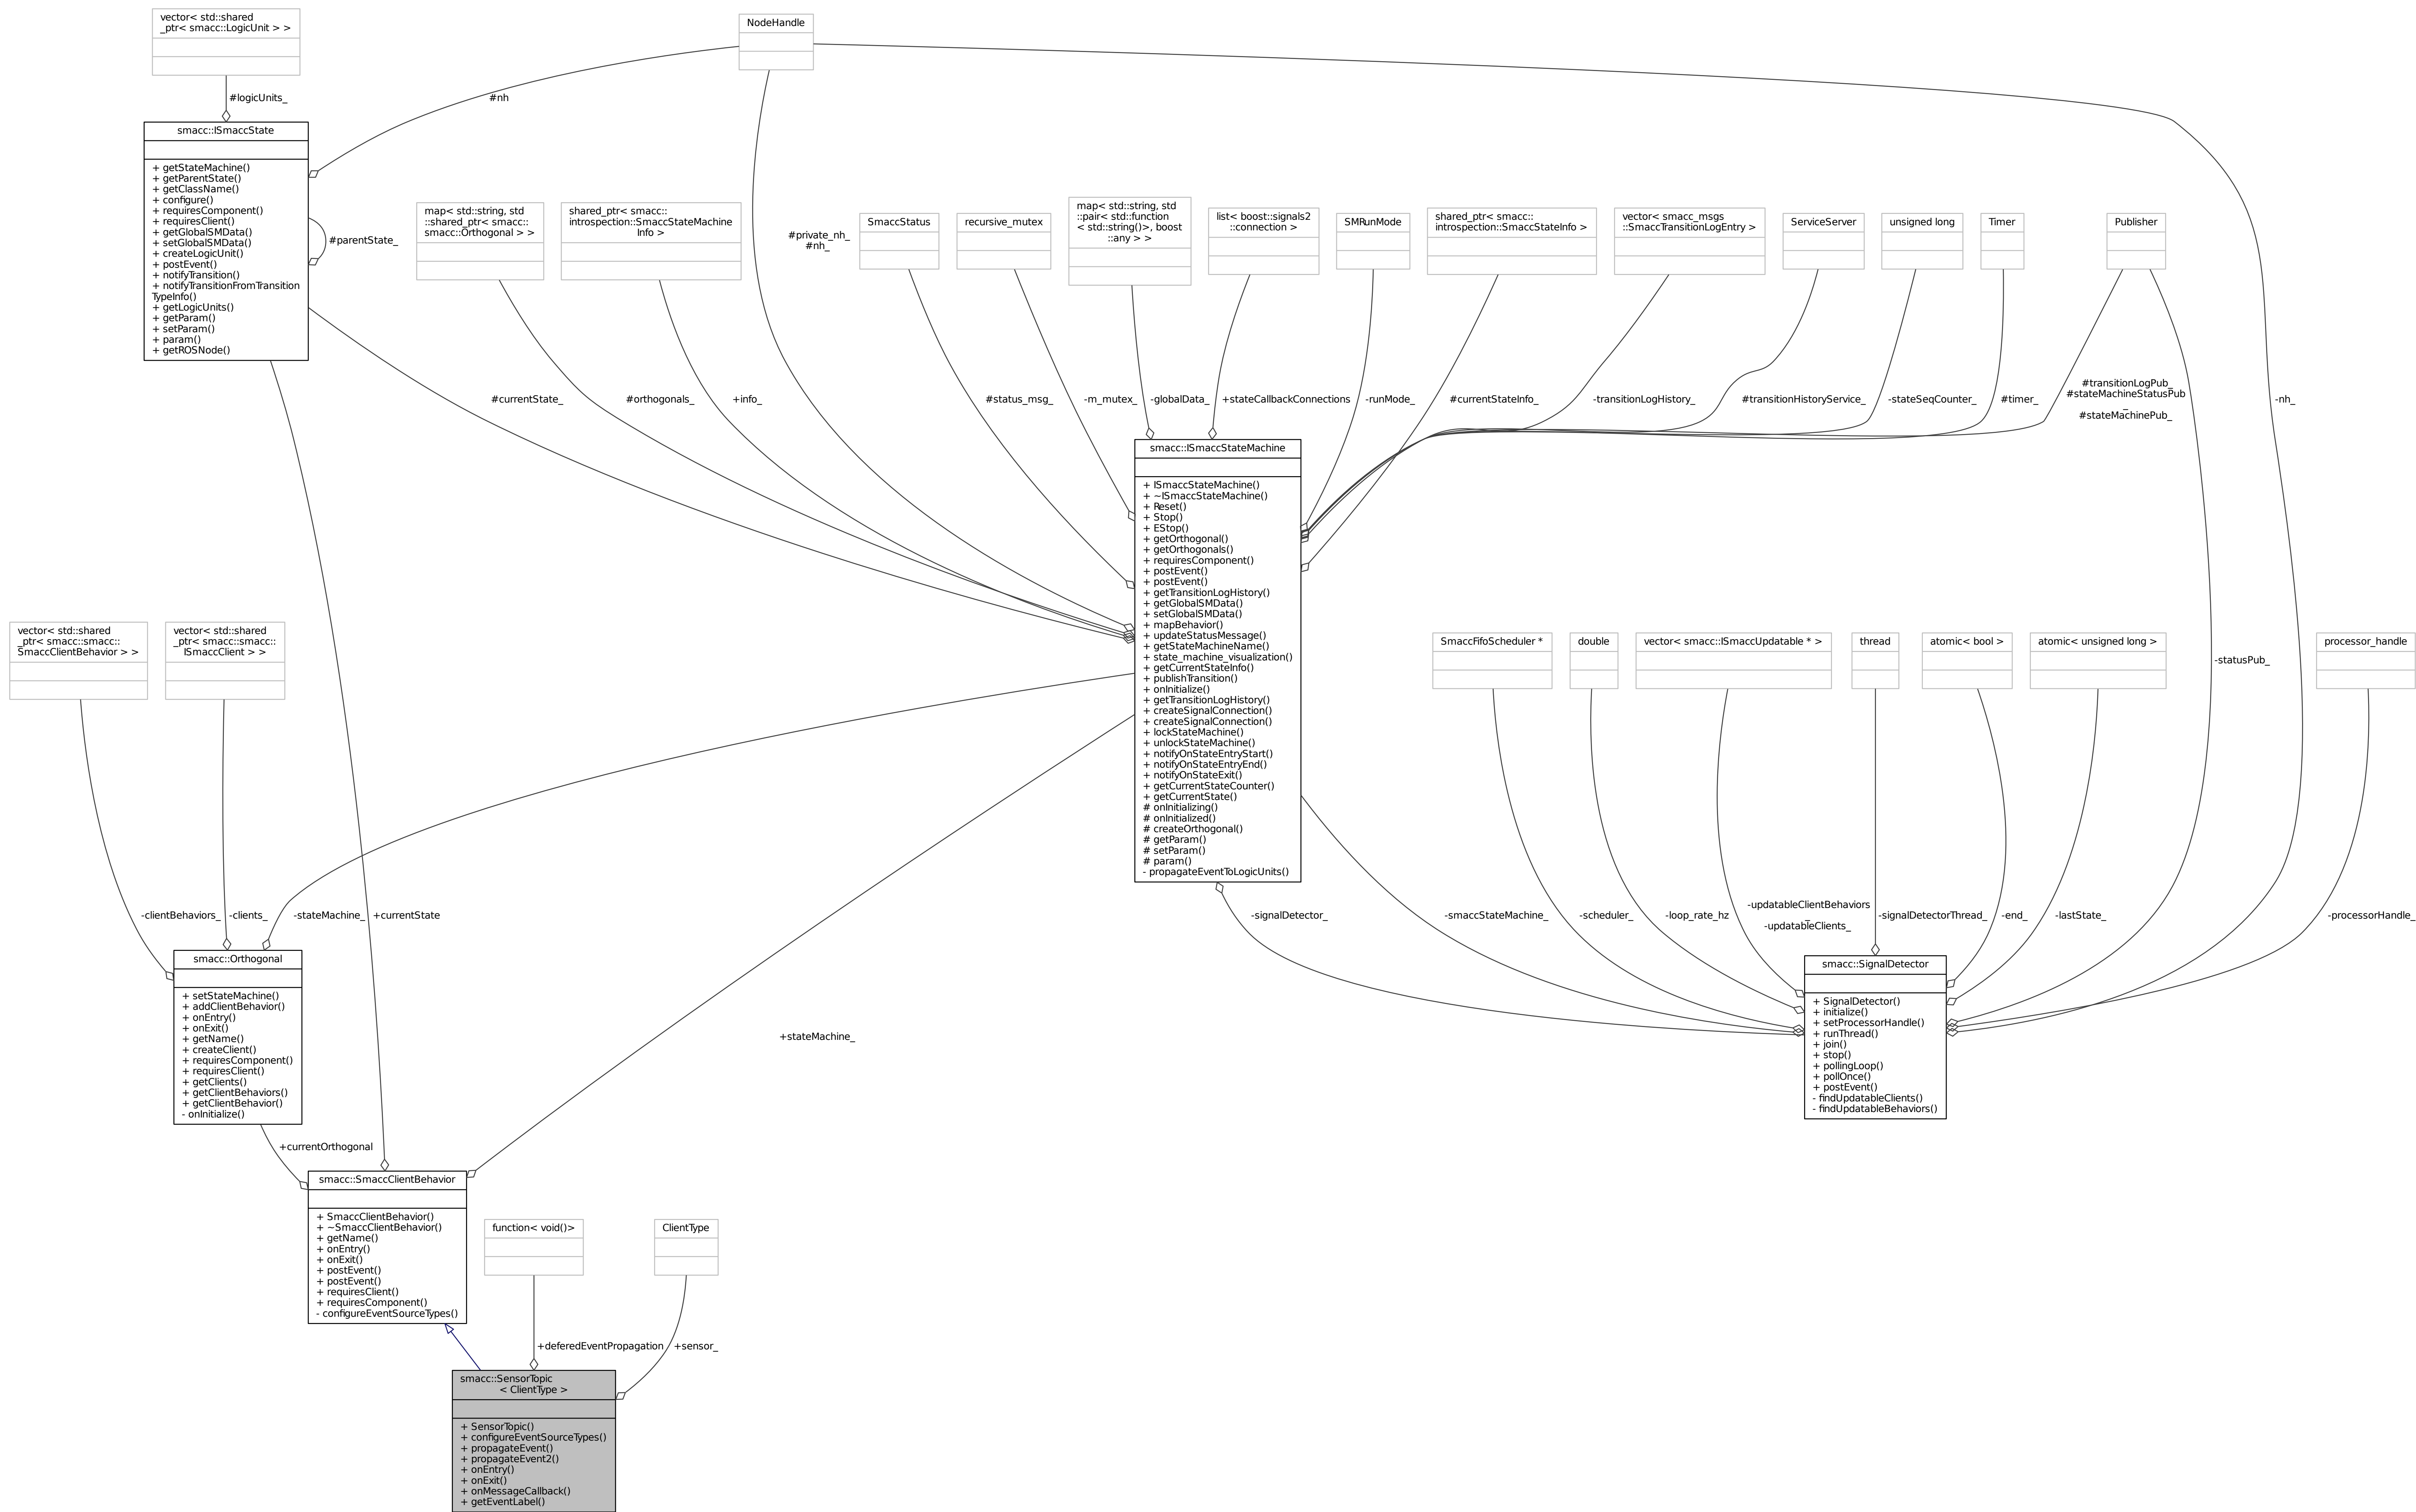 vector< std::shared
_ptr< smacc::LogicUnit > >
NodeHandle
#logicUnits_
#nh
smacc::ISmaccState
+ getStateMachine()
+ getParentState()
+ getClassName()
+ configure()
+ requiresComponent()
+ requiresClient()
+ getGlobalSMData()
+ setGlobalSMData()
+ createLogicUnit()
+ postEvent()
+ notifyTransition()
+ notifyTransitionFromTransition
TypeInfo()
+ getLogicUnits()
+ getParam()
+ setParam()
+ param()
+ getROSNode()
#parentState_
map< std::string, std
::shared_ptr< smacc::
smacc::Orthogonal > >
shared_ptr< smacc::
introspection::SmaccStateMachine
Info >
#private_nh_
#nh_
SmaccStatus
recursive_mutex
map< std::string, std
::pair< std::function
< std::string()>, boost
::any > >
list< boost::signals2
::connection >
SMRunMode
shared_ptr< smacc::
introspection::SmaccStateInfo >
vector< smacc_msgs
::SmaccTransitionLogEntry >
ServiceServer
unsigned long
Timer
Publisher
#currentState_
#orthogonals_
+info_
#status_msg_
-m_mutex_
-globalData_
+stateCallbackConnections
-runMode_
#currentStateInfo_
-transitionLogHistory_
#transitionHistoryService_
-stateSeqCounter_
#timer_
#transitionLogPub_
#stateMachineStatusPub
_
#stateMachinePub_
-nh_
smacc::ISmaccStateMachine
+ ISmaccStateMachine()
+ ~ISmaccStateMachine()
+ Reset()
+ Stop()
+ EStop()
+ getOrthogonal()
+ getOrthogonals()
+ requiresComponent()
+ postEvent()
+ postEvent()
+ getTransitionLogHistory()
+ getGlobalSMData()
+ setGlobalSMData()
+ mapBehavior()
+ updateStatusMessage()
+ getStateMachineName()
+ state_machine_visualization()
+ getCurrentStateInfo()
+ publishTransition()
+ onInitialize()
+ getTransitionLogHistory()
+ createSignalConnection()
+ createSignalConnection()
+ lockStateMachine()
+ unlockStateMachine()
+ notifyOnStateEntryStart()
+ notifyOnStateEntryEnd()
+ notifyOnStateExit()
+ getCurrentStateCounter()
+ getCurrentState()
# onInitializing()
# onInitialized()
# createOrthogonal()
# getParam()
# setParam()
# param()
- propagateEventToLogicUnits()
vector< std::shared
_ptr< smacc::smacc::
SmaccClientBehavior > >
vector< std::shared
_ptr< smacc::smacc::
ISmaccClient > >
SmaccFifoScheduler *
double
vector< smacc::ISmaccUpdatable * >
thread
atomic< bool >
atomic< unsigned long >
-statusPub_
processor_handle
-clientBehaviors_
-clients_
-stateMachine_
+currentState
-signalDetector_
-smaccStateMachine_
-scheduler_
-loop_rate_hz
-updatableClientBehaviors
_
-updatableClients_
-signalDetectorThread_
-end_
-lastState_
-processorHandle_
smacc::Orthogonal
+ setStateMachine()
+ addClientBehavior()
+ onEntry()
+ onExit()
+ getName()
+ createClient()
+ requiresComponent()
+ requiresClient()
+ getClients()
+ getClientBehaviors()
+ getClientBehavior()
- onInitialize()
+stateMachine_
smacc::SignalDetector
+ SignalDetector()
+ initialize()
+ setProcessorHandle()
+ runThread()
+ join()
+ stop()
+ pollingLoop()
+ pollOnce()
+ postEvent()
- findUpdatableClients()
- findUpdatableBehaviors()
+currentOrthogonal
smacc::SmaccClientBehavior
+ SmaccClientBehavior()
+ ~SmaccClientBehavior()
+ getName()
+ onEntry()
+ onExit()
+ postEvent()
+ postEvent()
+ requiresClient()
+ requiresComponent()
- configureEventSourceTypes()
function< void()>
ClientType
+deferedEventPropagation
+sensor_
smacc::SensorTopic
< ClientType >
+ SensorTopic()
+ configureEventSourceTypes()
+ propagateEvent()
+ propagateEvent2()
+ onEntry()
+ onExit()
+ onMessageCallback()
+ getEventLabel()